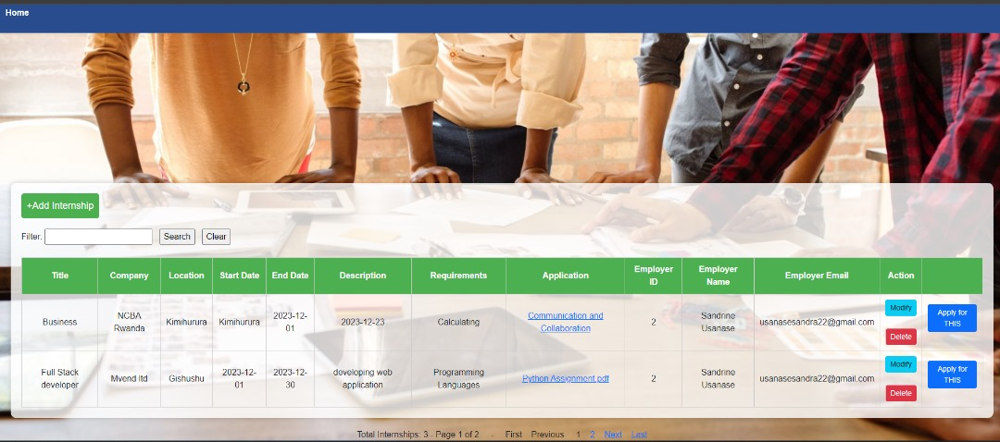 Home
+Add Internship
Filter: Search Clear
Title Company Location Start Date End Date Description Requirements Application Employer ID Employer Name Employer Email Action
Business NCBA Rwanda Kimihurura Kimihurura 2023-12-01 2023-12-23 Calculating Communication and Collaboration 2 Sandrine Usanase usanasesandra22@gmail.com Modify Delete Apply for THIS
Full Stack developer Mvend ltd Gishushu 2023-12-01 2023-12-30 developing web application Programming Languages Python Assignment.pdf 2 Sandrine Usanase usanasesandra22@gmail.com Modify Delete Apply for THIS
Total Internships: 3 - Page 1 of 2 - First Previous 1 2 Next Last